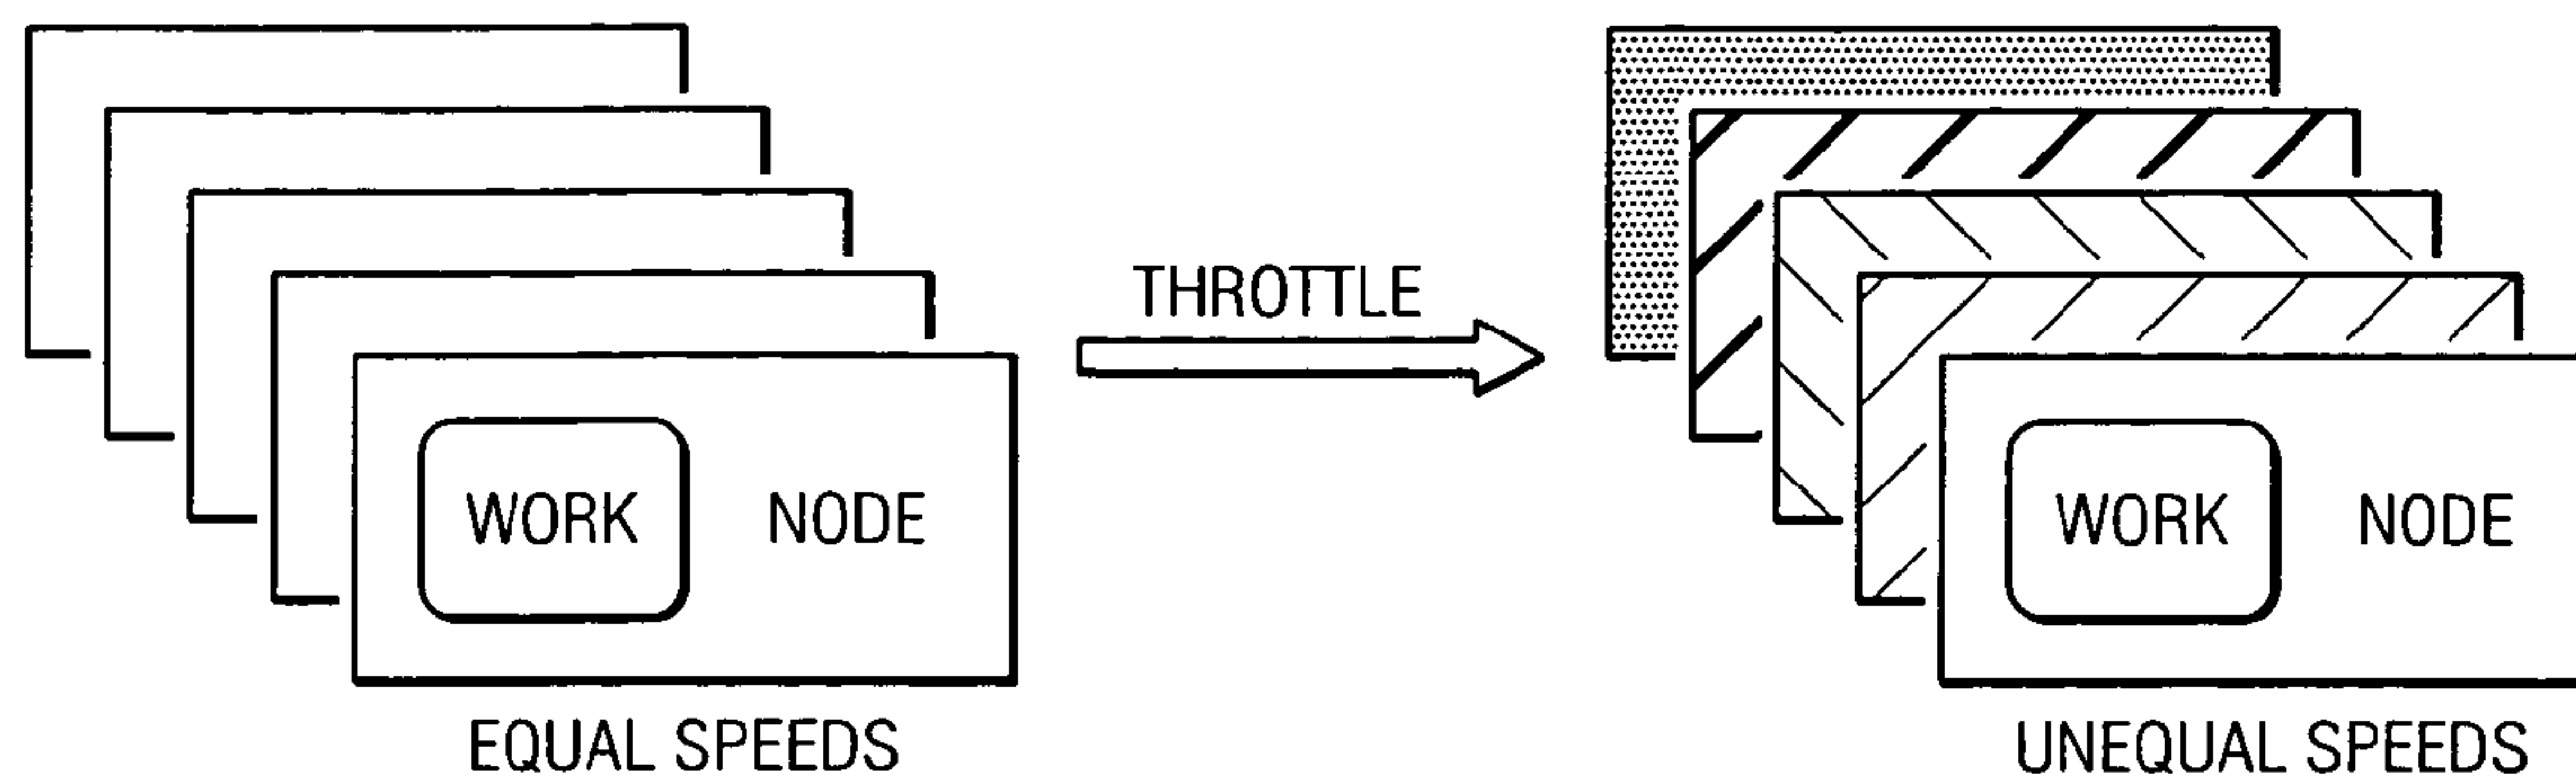 THROTTLE
WORK NODE
WORK NODE
EQUAL SPEEDS
UNEQUAL SPEEDS